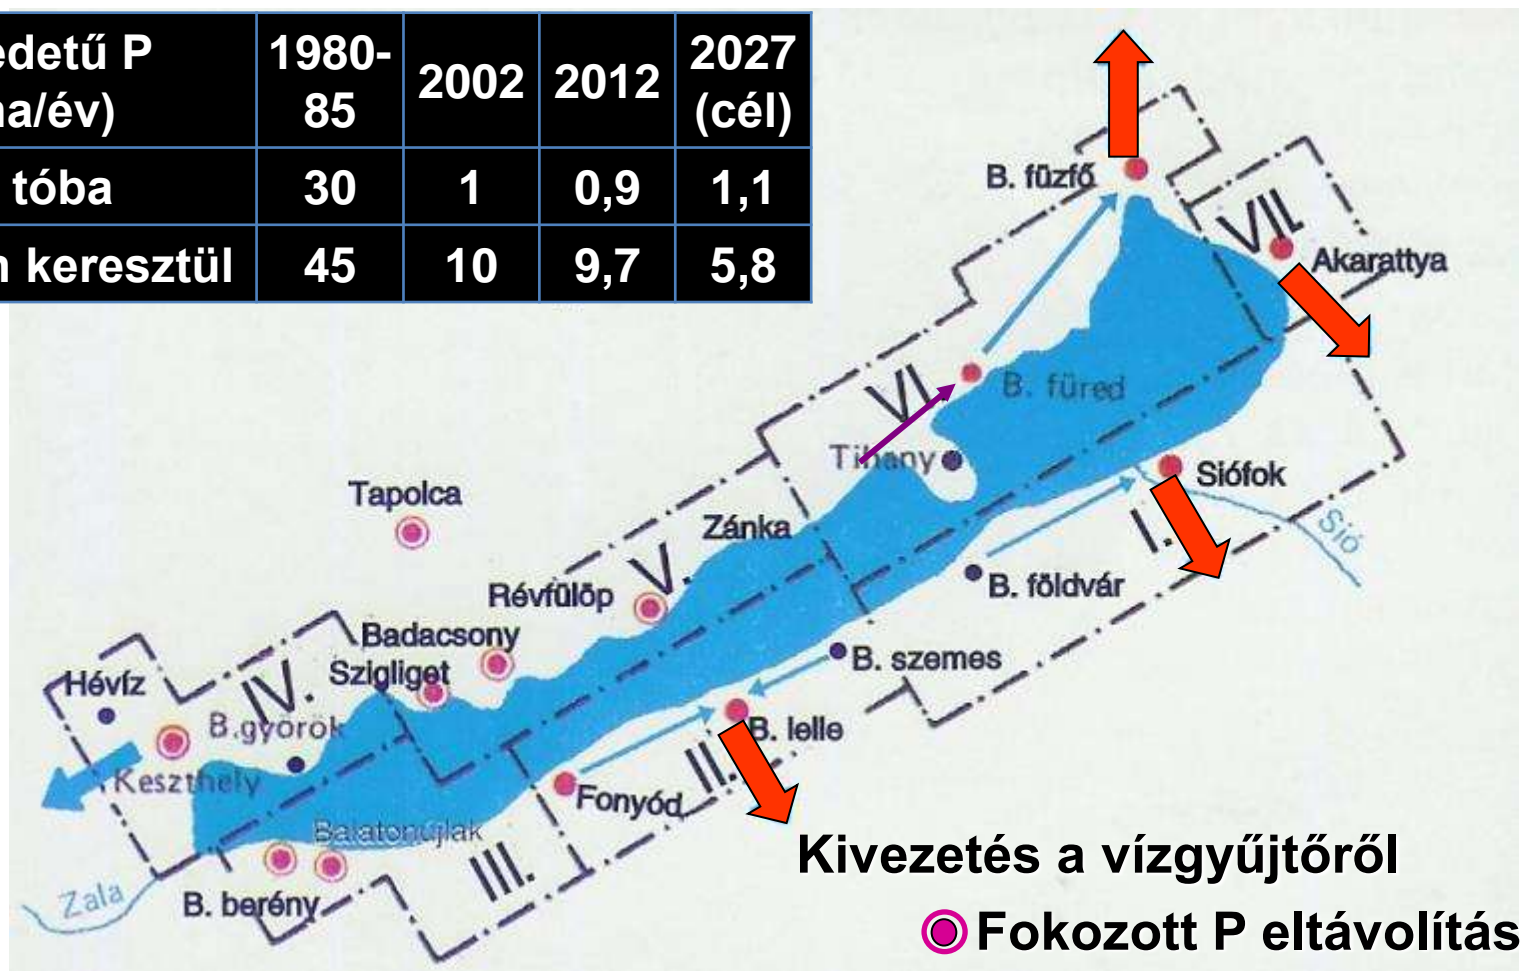 edetű P 1980- 2002 2012 2027
na/év) 85 (cél)
tóba 30 1 0,9 1,1
n keresztül 45 10 9,7 5,8
B. fűzfő
VII.
Akarattya
VI.
B. füred
Tihany
Siófok
Tapolca
Zánka
I.
Sió
V.
Révfülöp
B. földvár
Badacsony
B. szemes
Szigliget
Hévíz
IV.
B.györök
B. lelle
II.
Keszthely
Fonyód
Balatonújlak
III.
Kivezetés a vízgyűjtőről
Zala
B. berény
Fokozott P eltávolítás